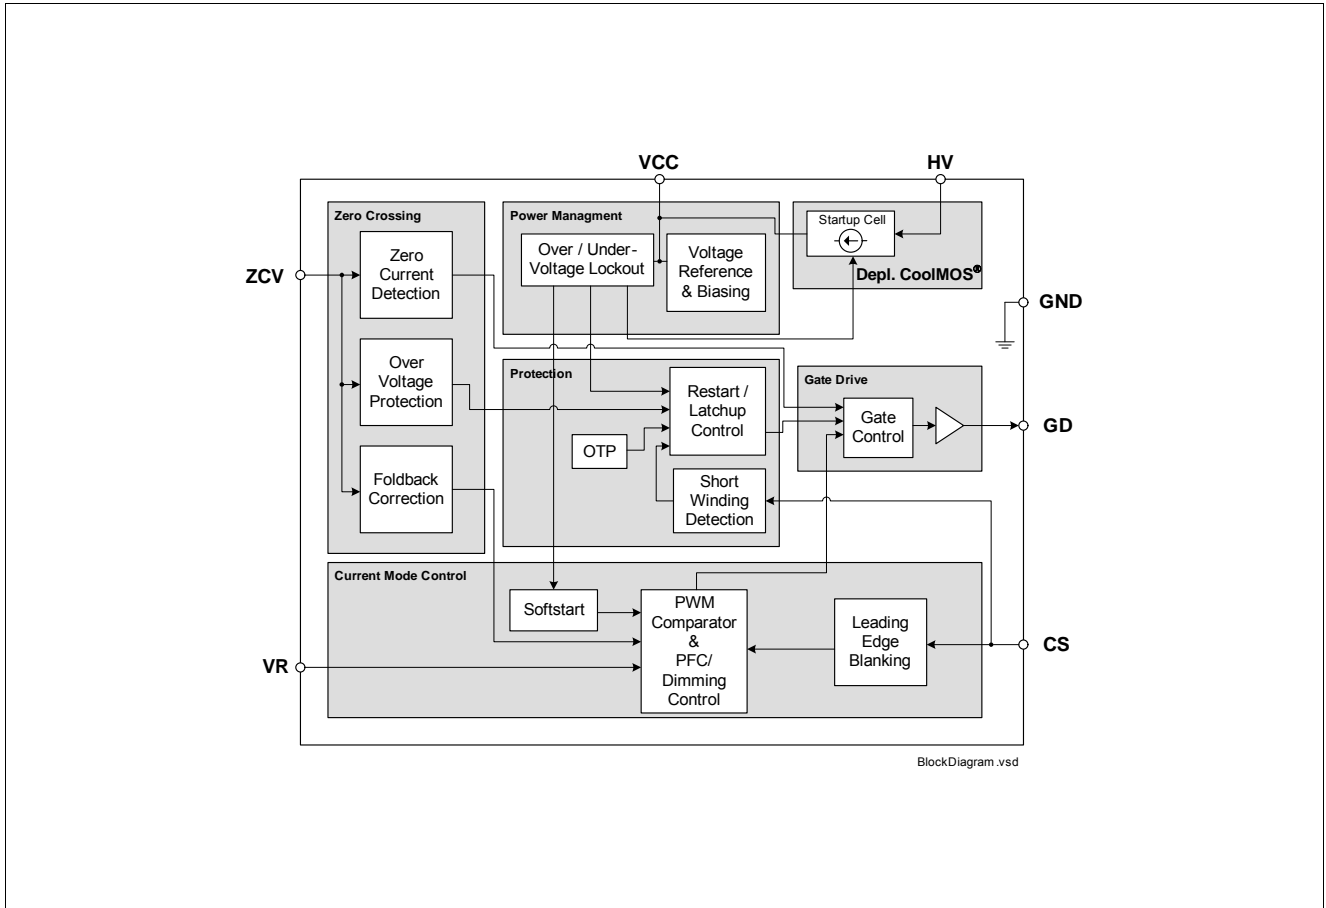 VCC
HV
Zero Crossing
Power Managment
Startup Cell
Depl. CoolMOS®
Zero
Current
Detection
Over / Under-
Voltage Lockout
Voltage
Reference
& Biasing
ZCV
GND
Over
Voltage
Protection
Protection
Restart /
Latchup
Control
Gate Drive
Gate
Control
GD
OTP
Foldback
Correction
Short
Winding
Detection
Current Mode Control
Softstart
PWM
Comparator
&
PFC/
Dimming
Control
Leading
Edge
Blanking
CS
VR
BlockDiagram.vsd